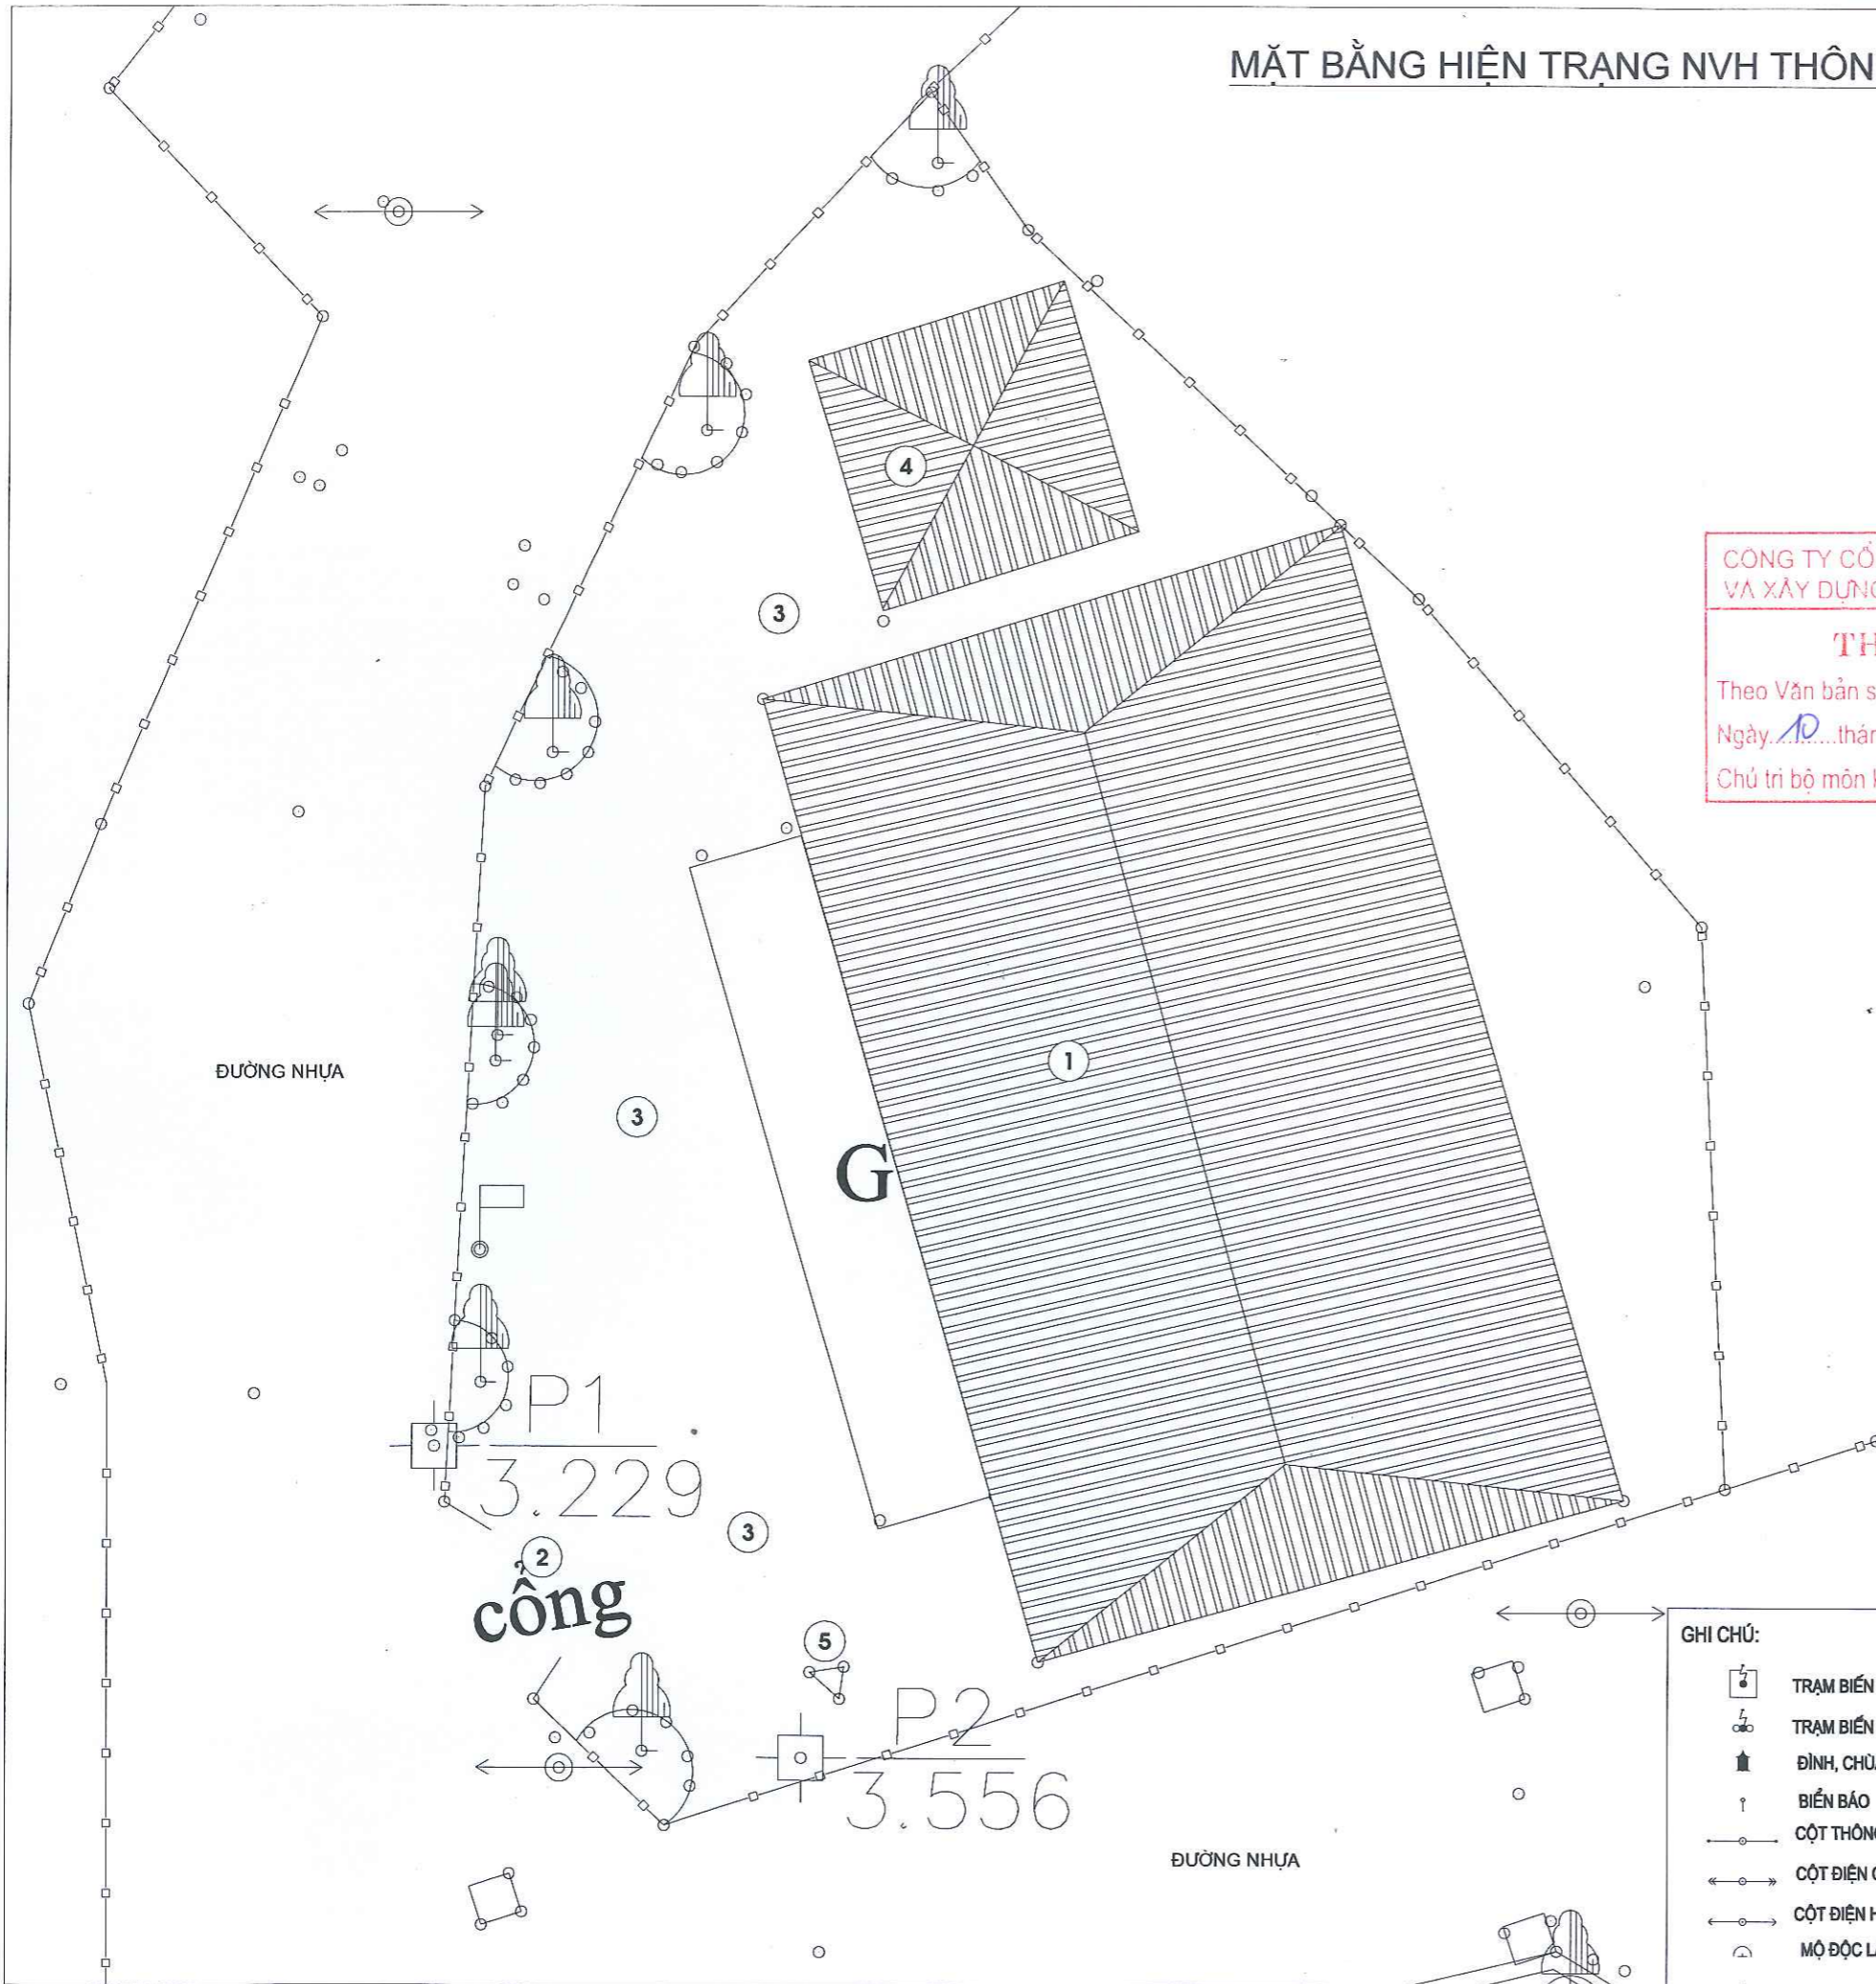 MẶT BẰNG HIỆN TRẠNG NVH THÔN
4
3
CÔNG TY CỔ
VÀ XÂY DỰNG
TH
Theo Văn bản s
Ngày....10....thán
Chủ trì bộ môn k
1
ĐƯỜNG NHỰA
3
G
P1
3.229
3
2
cổng
5
P2
3.556
ĐƯỜNG NHỰA
GHI CHÚ:
TRẠM BIẾN
TRẠM BIẾN
ĐÌNH, CHÙA
BIỂN BÁO
CỘT THÔNG
CỘT ĐIỆN C
CỘT ĐIỆN H
MỘ ĐỘC LẬ